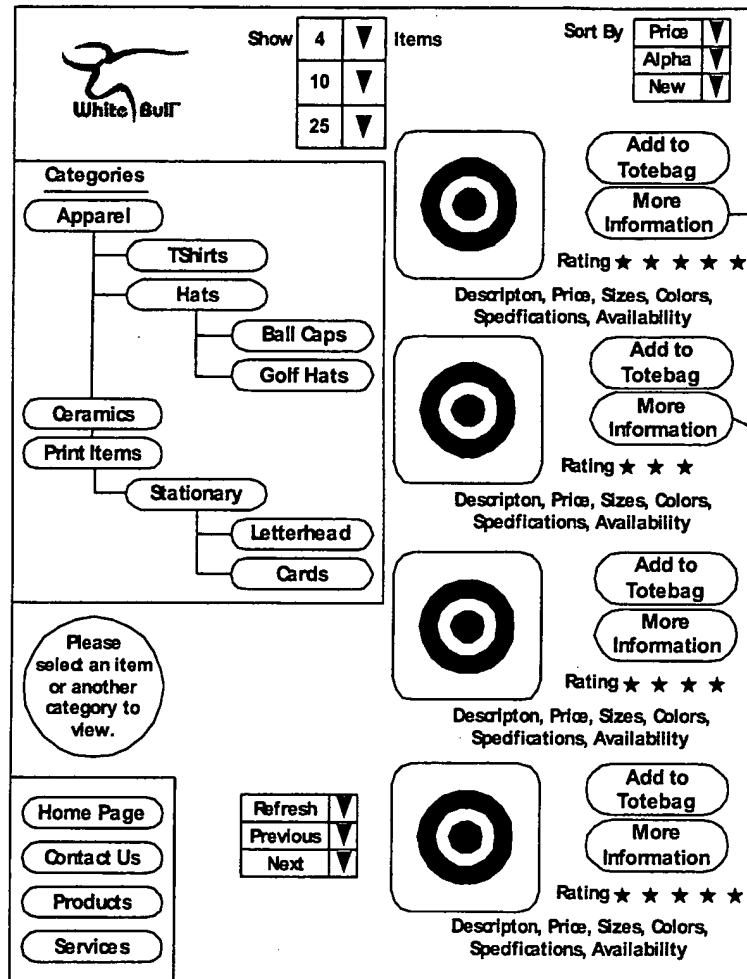 White Bull
Show 4 Items
10
25
Sort By Price
Alpha
New
Categories
Apparel
TShirts
Hats
Ball Caps
Golf Hats
Ceramics
Print Items
Stationary
Letterhead
Cards
Please
select an item
or another
category to
view.
Home Page
Contact Us
Products
Services
Refresh
Previous
Next
Add to
Totebag
More
Information
Rating ★ ★ ★ ★ ★
Descripton, Price, Sizes, Colors,
Specifications, Availability
Add to
Totebag
More
Information
Rating ★ ★ ★
Descripton, Price, Sizes, Colors,
Specifications, Availability
Add to
Totebag
More
Information
Rating ★ ★ ★ ★
Descripton, Price, Sizes, Colors,
Specifications, Availability
Add to
Totebag
More
Information
Rating ★ ★ ★ ★ ★
Descripton, Price, Sizes, Colors,
Specifications, Availability